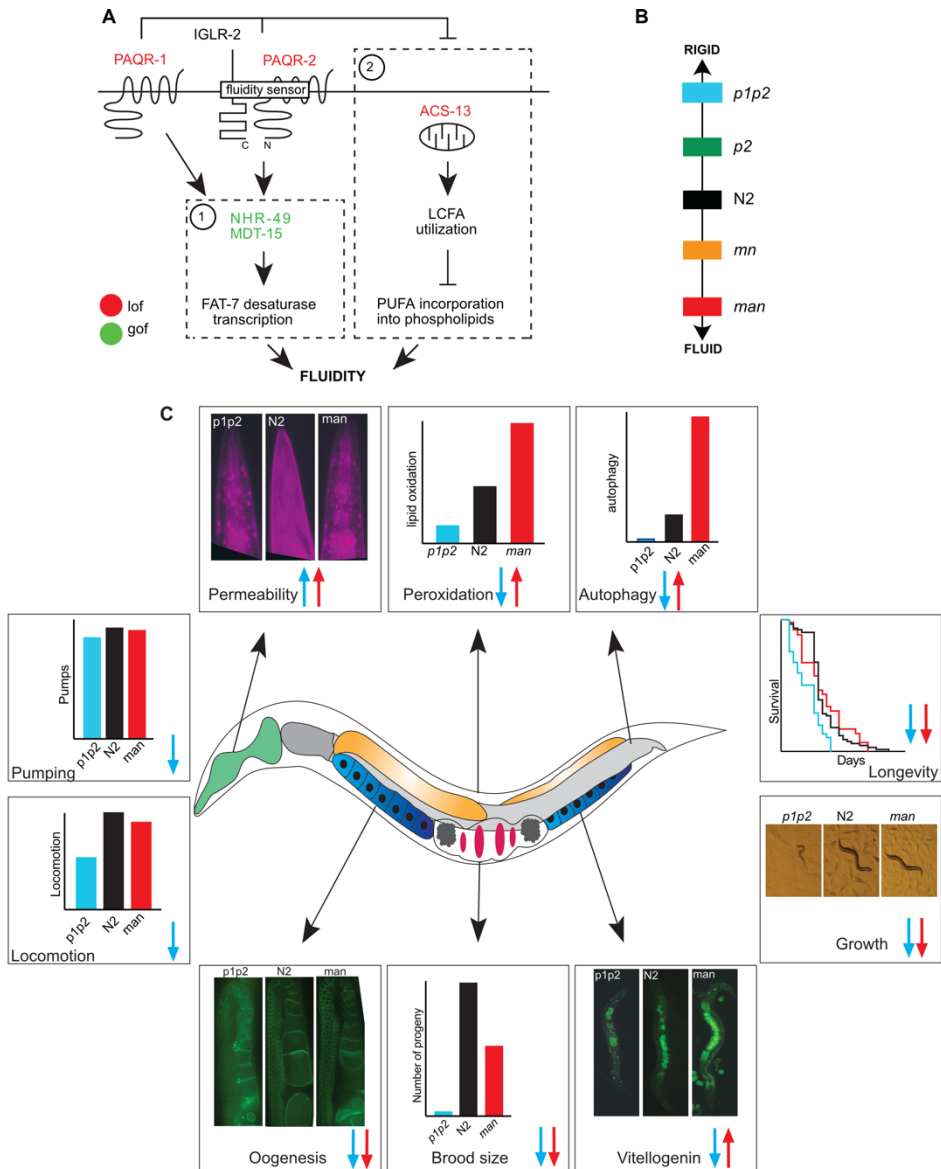 A
IGLR-2
PAQR-1
PAQR-2
fluidity sensor
C N
1
NHR-49
MDT-15
FAT-7 desaturase
transcription
2
ACS-13
LCFA
utilization
PUFA incorporation
into phospholipids
lof
gof
FLUIDITY
B
RIGID
p1p2
p2
N2
mn
man
FLUID
C
p1p2 N2 man
Permeability
lipid oxidation
p1p2 N2 man
Peroxidation
autophagy
p1p2 N2 man
Autophagy
Pumps
p1p2 N2 man
Pumping
Survival
Days
Longevity
Locomotion
p1p2 N2 man
Locomotion
p1p2 N2 man
Growth
p1p2 N2 man
Oogenesis
Number of progeny
p1p2 N2 man
Brood size
p1p2 N2 man
Vitellogenin